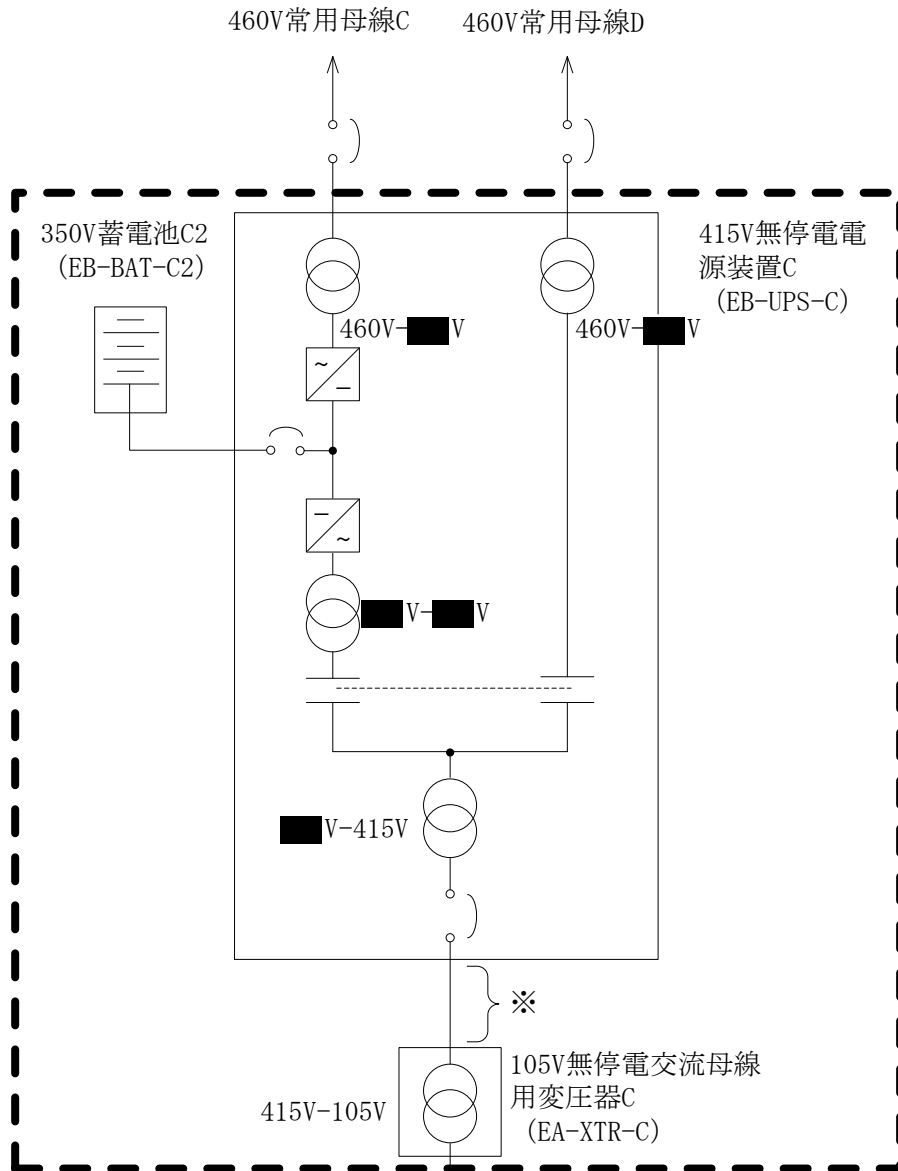 460V常用母線C
460V常用母線D
350V蓄電池C2
(EB-BAT-C2)
415V無停電電
源装置C
(EB-UPS-C)
460V-
V
460V-
V
V-
V
V-415V
※
415V-105V
105V無停電交流母線
用変圧器C
(EA-XTR-C)